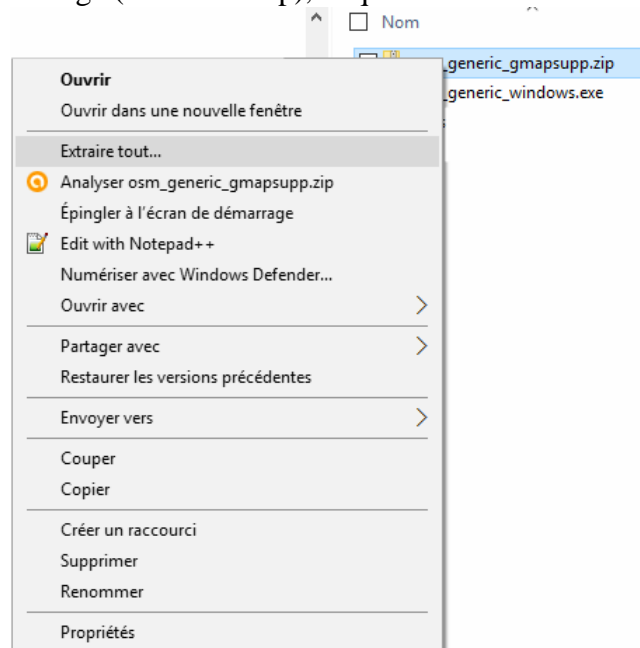 Nom
_generic_gmapsupp.zip
_generic_windows.exe
Ouvrir
Ouvrir dans une nouvelle fenêtre
Extraire tout...
Analyser osm_generic_gmapsupp.zip
Épingler à l'écran de démarrage
Edit with Notepad++
Numériser avec Windows Defender...
Ouvrir avec
Partager avec
Restaurer les versions précédentes
Envoyer vers
Couper
Copier
Créer un raccourci
Supprimer
Renommer
Propriétés